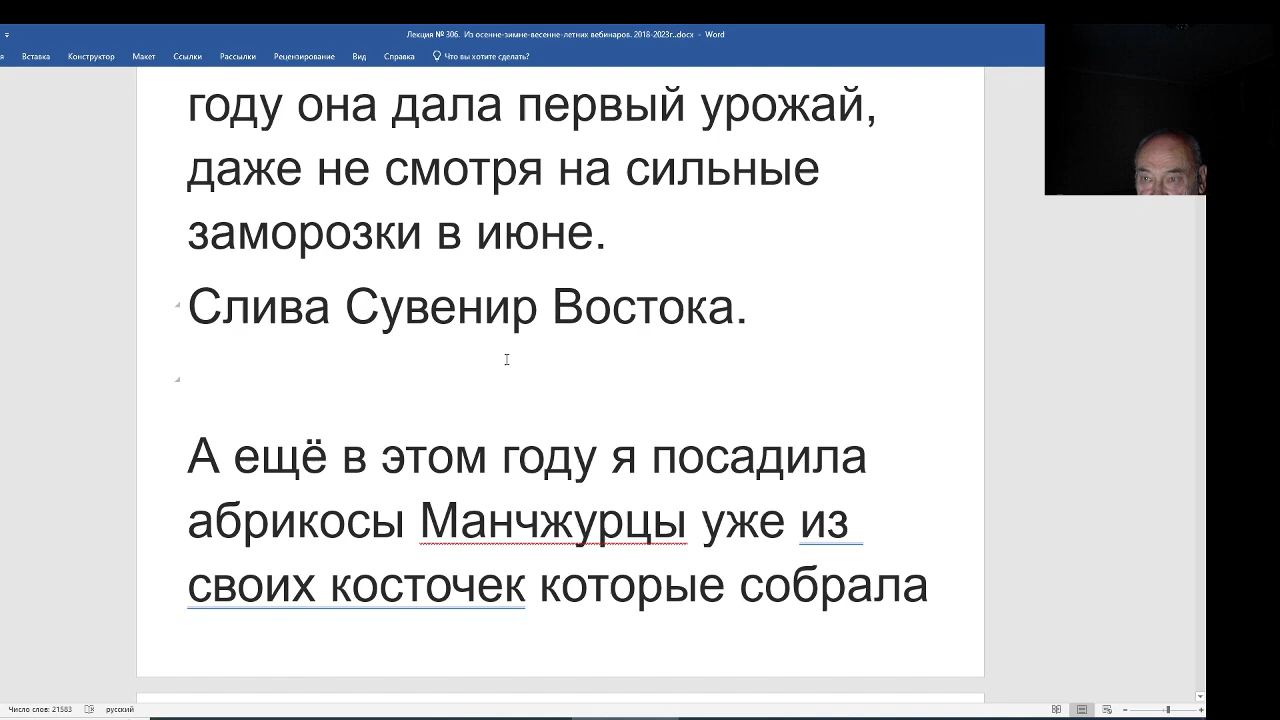 Лекция № 306.  Из осенне-зимне-весенне-летних вебинаров. 2018-2023г..docx  -  Word
Вставка Конструктор Макет Ссылки Рассылки Рецензирование Вид Справка Что вы хотите сделать?
году она дала первый урожай,
даже не смотря на сильные
заморозки в июне.
Слива Сувенир Востока.
А ещё в этом году я посадила
абрикосы Манчжурцы уже из
своих косточек которые собрала
Число слов: 21583 русский